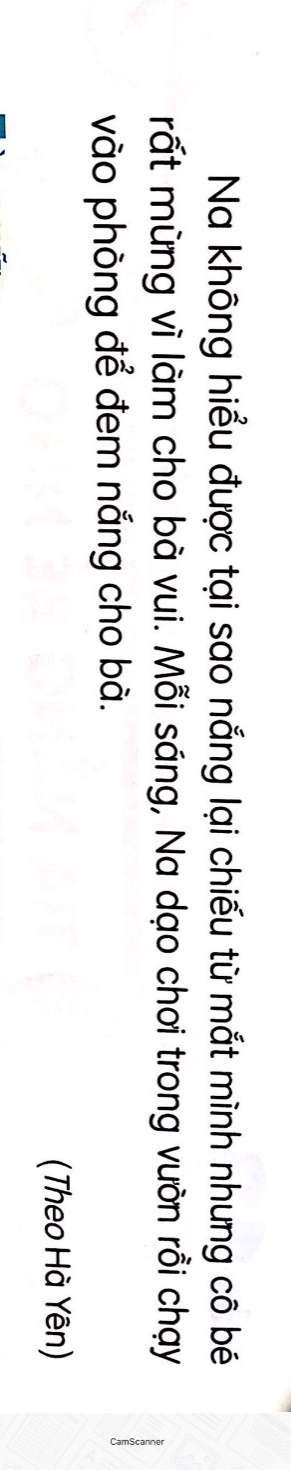 Na không hiểu được tại sao nắng lại chiếu từ mắt mình nhưng cô bé
rất mừng vì làm cho bà vui. Mỗi sáng, Na dạo chơi trong vườn rồi chạy
vào phòng để đem nắng cho bà.
(Theo Hà Yên)
CamScanner